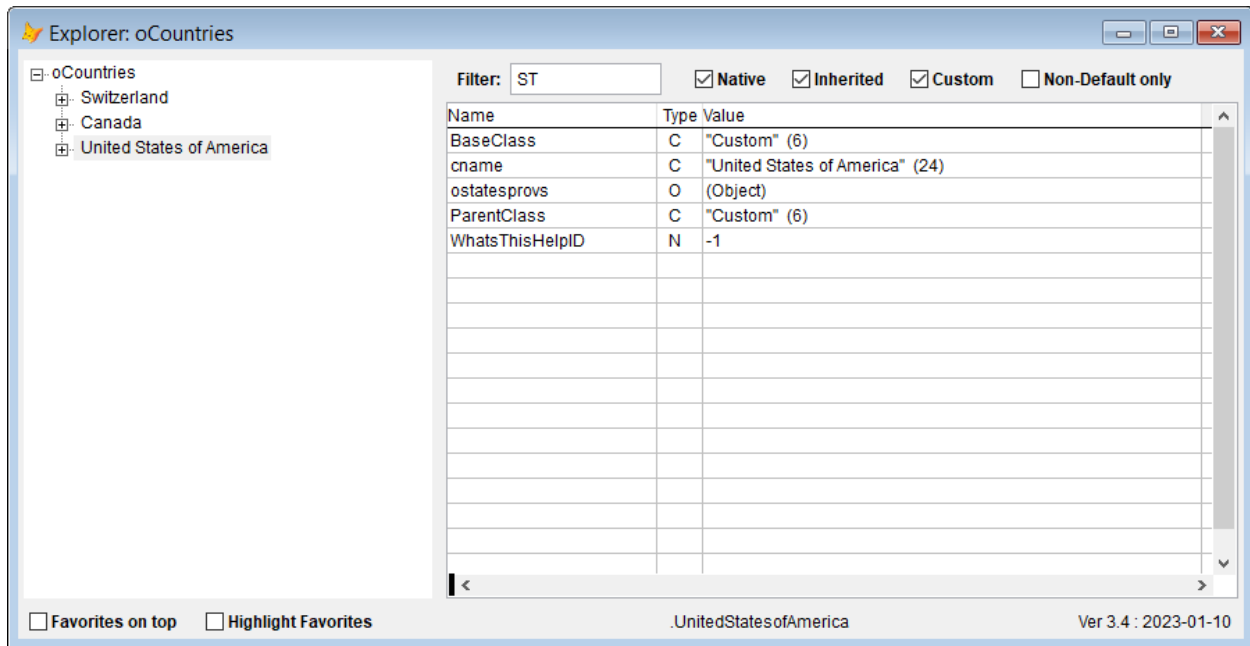 Explorer: oCountries
oCountries
Switzerland
Canada
United States of America
Filter: ST Native Inherited Custom Non-Default only
Name Type Value
BaseClass C "Custom" (6)
cname C "United States of America" (24)
ostatesprovs O (Object)
ParentClass C "Custom" (6)
WhatsThisHelpID N -1
Favorites on top Highlight Favorites .UnitedStatesofAmerica Ver 3.4 : 2023-01-10